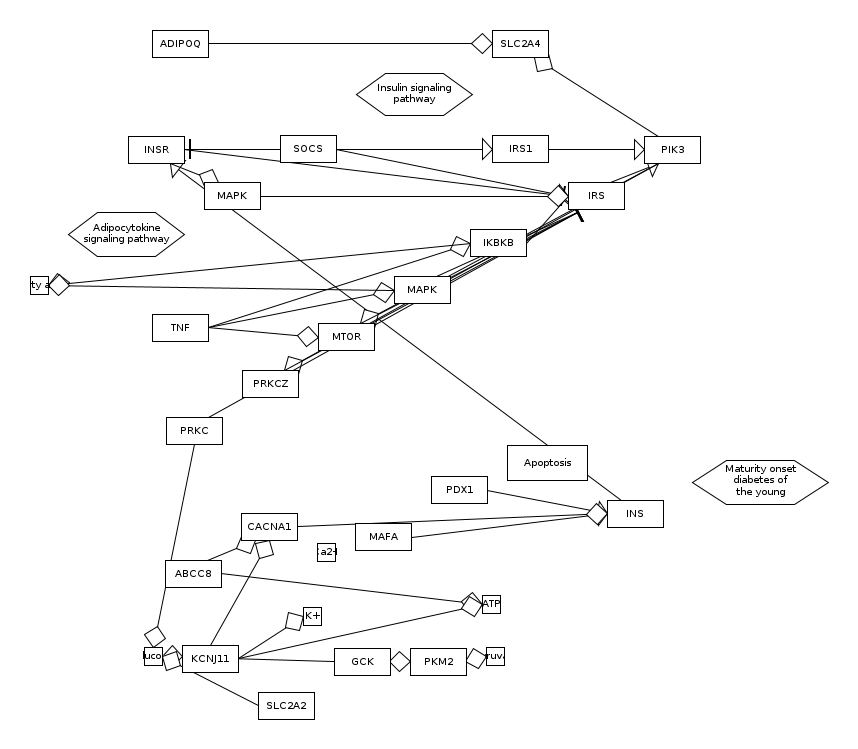 ADIPOQ
SLC2A4
Insulin signaling
pathway
INSR
SOCS
IRS1
PIK3
MAPK
IRS
Adipocytokine
signaling pathway
IKBKB
ty a
MAPK
TNF
MTOR
PRKCZ
PRKC
Apoptosis
Maturity onset
diabetes of
the young
PDX1
INS
CACNA1
MAFA
Ca2+
ABCC8
ATP
K+
luco
KCNJ11
GCK
PKM2
ruv
SLC2A2